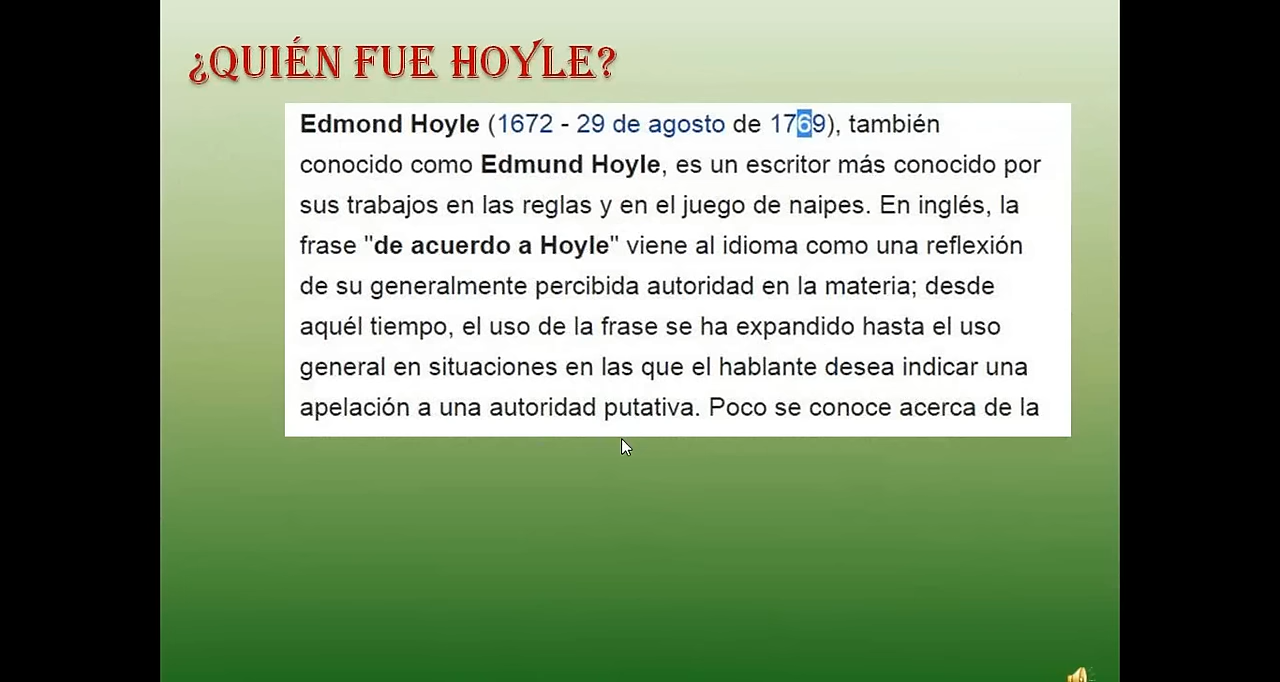 ¿QUIÉN FUE HOYLE?
Edmond Hoyle (1672 - 29 de agosto de 1769), también
conocido como Edmund Hoyle, es un escritor más conocido por
sus trabajos en las reglas y en el juego de naipes. En inglés, la
frase "de acuerdo a Hoyle" viene al idioma como una reflexión
de su generalmente percibida autoridad en la materia; desde
aquél tiempo, el uso de la frase se ha expandido hasta el uso
general en situaciones en las que el hablante desea indicar una
apelación a una autoridad putativa. Poco se conoce acerca de la